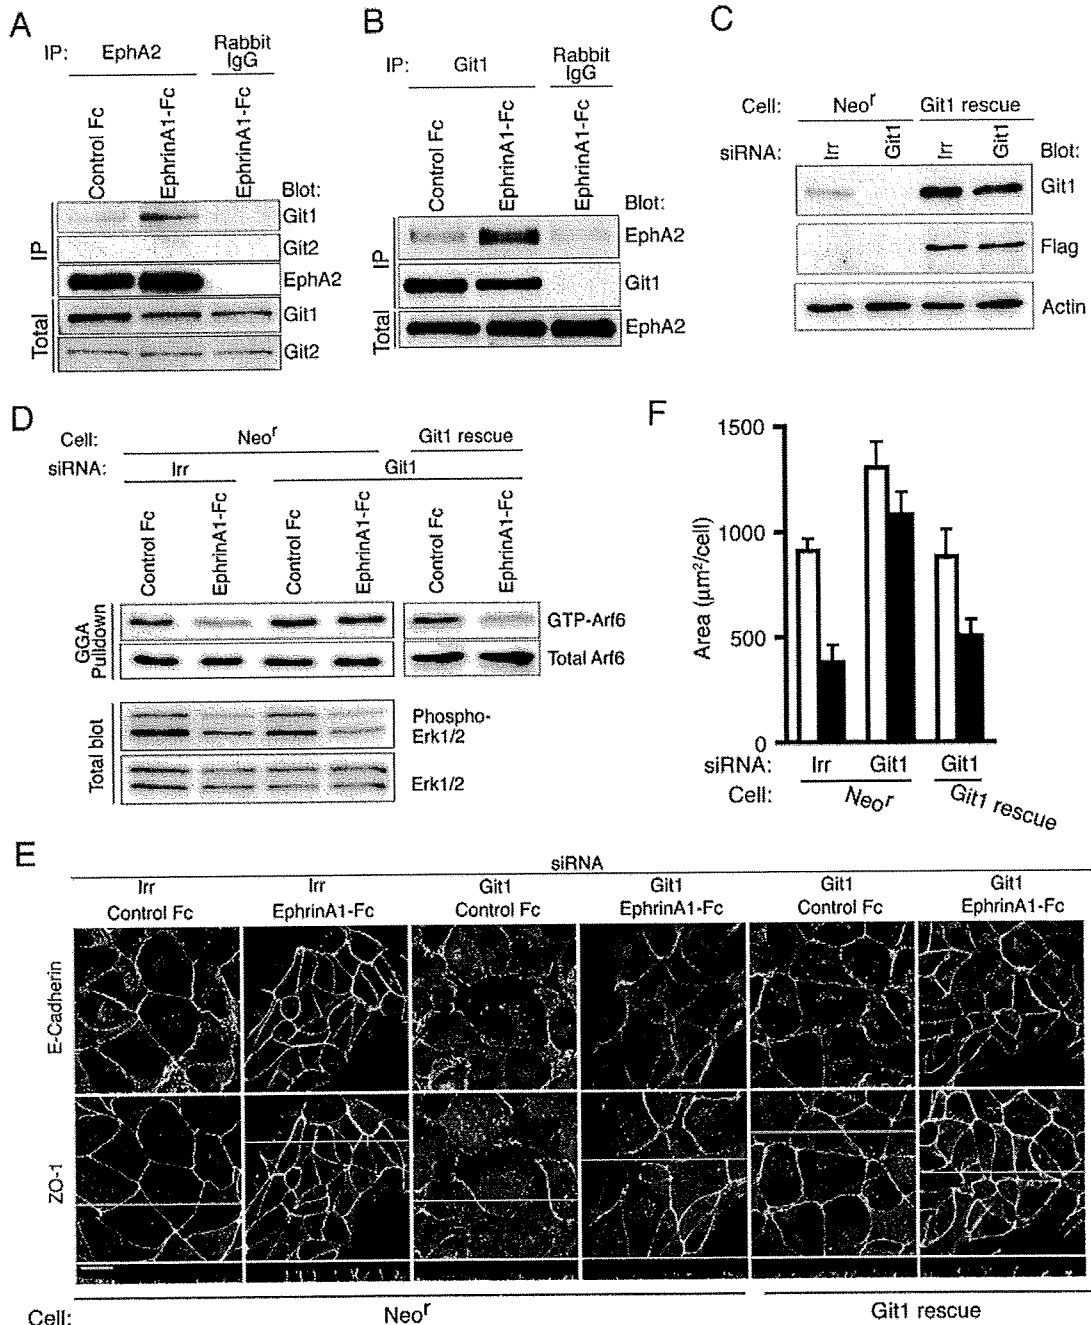 A
IP: EphA2 Rabbit IgG
Control Fc EphrinA1-Fc EphrinA1-Fc
Blot:
IP
Git1
Git2
EphA2
Total
Git1
Git2
B
IP: Git1 Rabbit IgG
Control Fc EphrinA1-Fc EphrinA1-Fc
Blot:
IP
EphA2
Git1
Total
EphA2
C
Cell: Neoʳ Git1 rescue
siRNA: Irr Git1 Irr Git1 Blot:
Git1
Flag
Actin
D
Cell: Neoʳ Git1 rescue
siRNA: Irr Git1
Control Fc EphrinA1-Fc Control Fc EphrinA1-Fc Control Fc EphrinA1-Fc
GGA Pulldown
GTP-Arf6
Total Arf6
Total blot
Phospho-
Erk1/2
Erk1/2
F
Area (µm²/cell)
1500
1000
500
0
siRNA: Irr Git1 Git1
Cell: Neoʳ Git1 rescue
E
siRNA
Irr Irr Git1 Git1 Git1 Git1
Control Fc EphrinA1-Fc Control Fc EphrinA1-Fc Control Fc EphrinA1-Fc
E-Cadherin
ZO-1
Cell: Neoʳ Git1 rescue